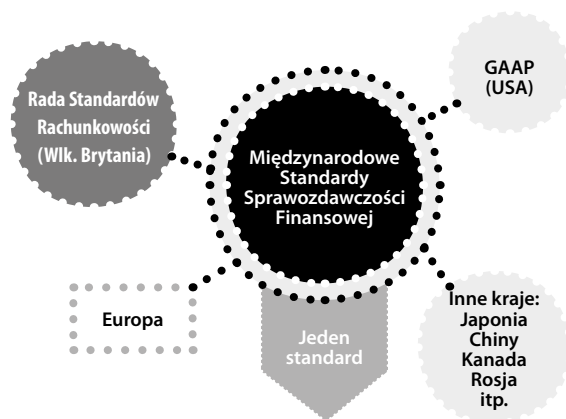 Rada Standardów
Rachunkowości
(Wlk. Brytania)
GAAP
(USA)
Międzynarodowe
Standardy
Sprawozdawczości
Finansowej
Europa
Jeden
standard
Inne kraje:
Japonia
Chiny
Kanada
Rosja
itp.